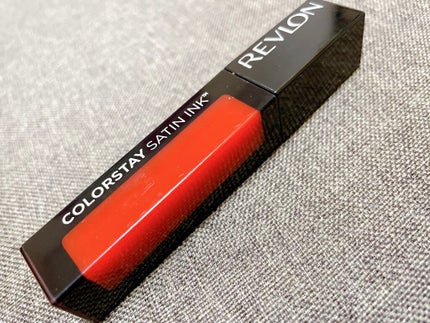 REVLON
COLORSTAY SATIN INK™